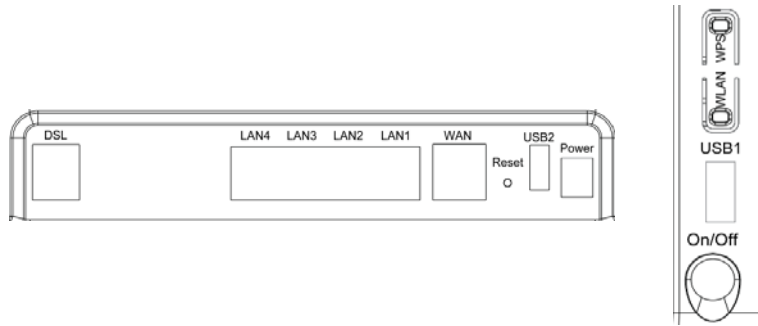 DSL
LAN4 LAN3 LAN2 LAN1
WAN
Reset
USB2
Power
WPS
WLAN
USB1
On/Off